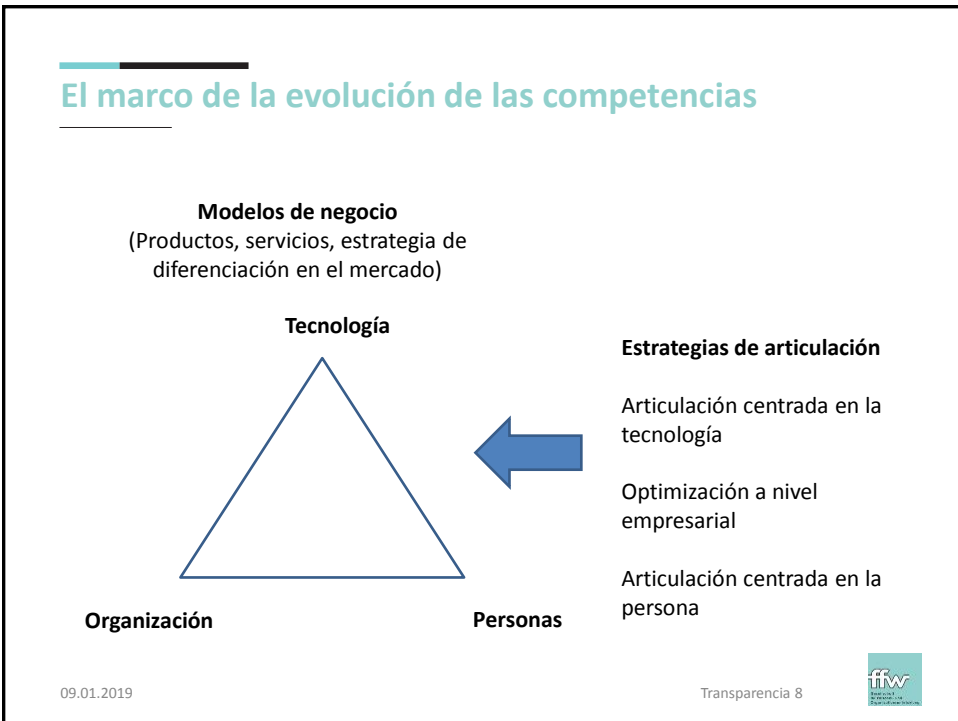 El marco de la evolución de las competencias
Modelos de negocio
(Productos, servicios, estrategia de
diferenciación en el mercado)
Tecnología
Estrategias de articulación
Articulación centrada en la
tecnología
Optimización a nivel
empresarial
Articulación centrada en la
persona
Organización
Personas
09.01.2019
Transparencia 8
ffw